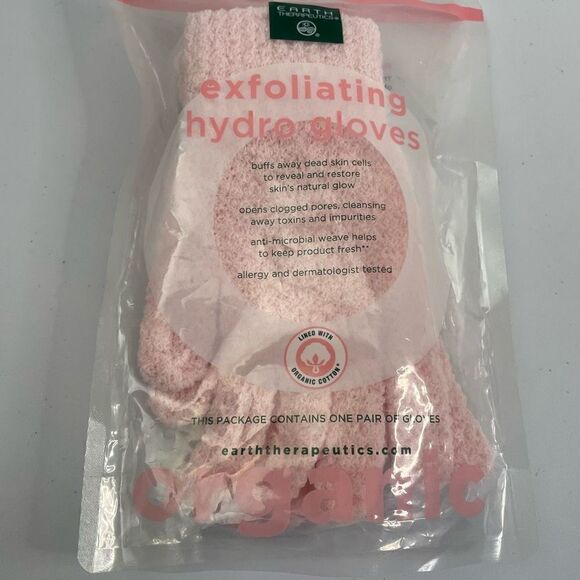 EARTH
THERAPEUTICS®
exfoliating
hydro gloves
buffs away dead skin cells
to reveal and restore
skin's natural glow
opens clogged pores, cleansing
away toxins and impurities
anti-microbial weave helps
to keep product fresh**
allergy and dermatologist tested
LINED WITH
ORGANIC COTTON*
THIS PACKAGE CONTAINS ONE PAIR OF GLOVES
earththerapeutics.com
organic